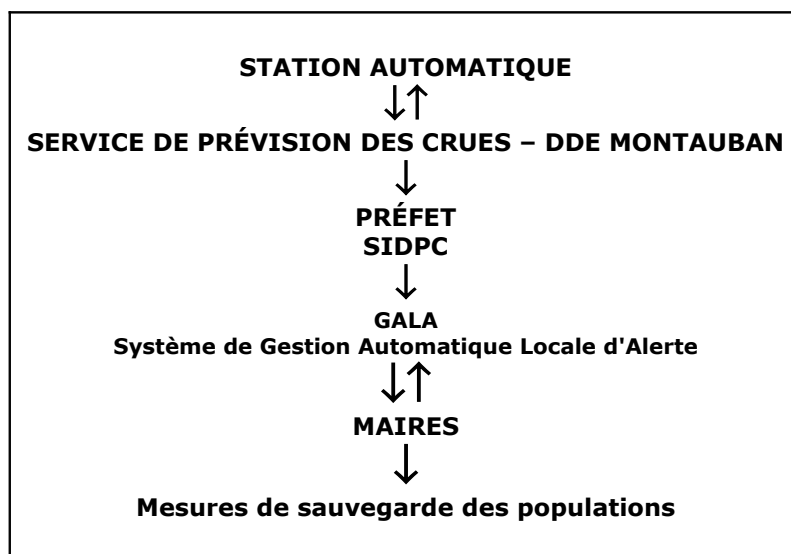 STATION AUTOMATIQUE
↓↑
SERVICE DE PRÉVISION DES CRUES – DDE MONTAUBAN
↓
PRÉFET
SIDPC
↓
GALA
Système de Gestion Automatique Locale d'Alerte
↓↑
MAIRES
↓
Mesures de sauvegarde des populations